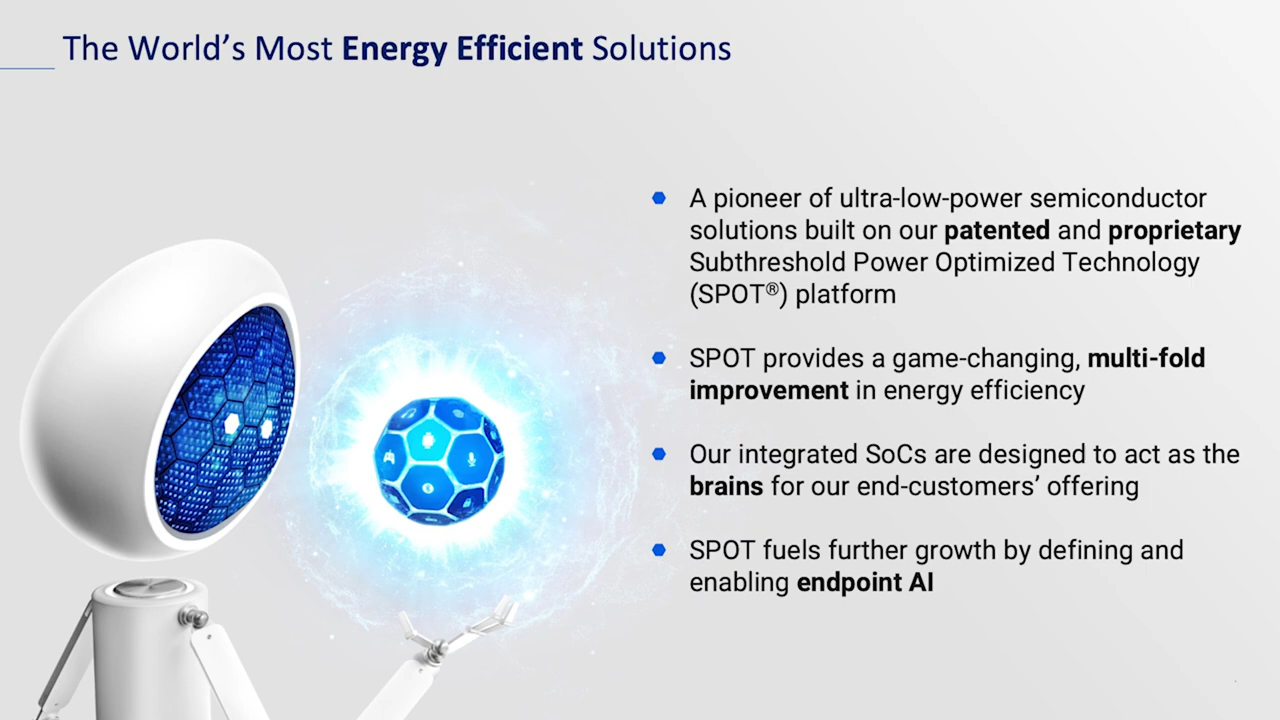 The World’s Most Energy Efficient Solutions
A pioneer of ultra-low-power semiconductor
solutions built on our patented and proprietary
Subthreshold Power Optimized Technology
(SPOT®) platform
SPOT provides a game-changing, multi-fold
improvement in energy efficiency
Our integrated SoCs are designed to act as the
brains for our end-customers’ offering
SPOT fuels further growth by defining and
enabling endpoint AI